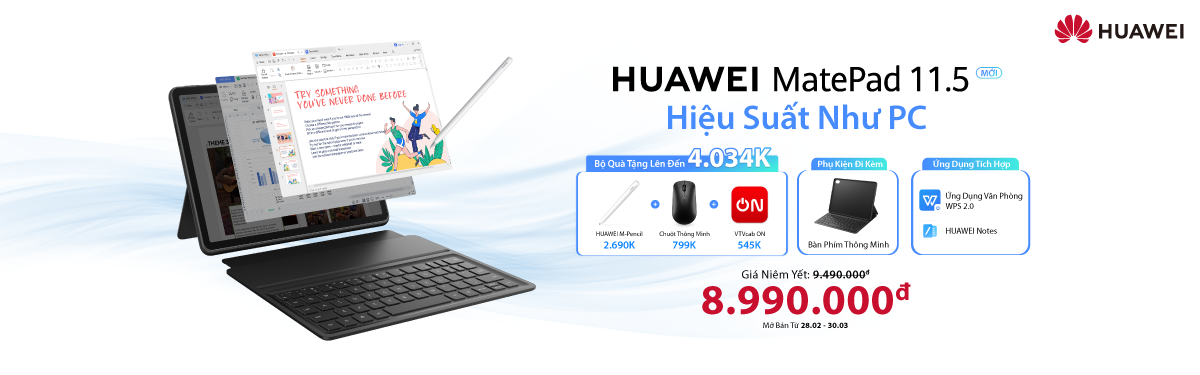 HUAWEI
HUAWEI MatePad 11.5 MỚI
Hiệu Suất Như PC
Bộ Quà Tặng Lên Đến 4.034K
HUAWEI M-Pencil
2.690K
+
Chuột Thông Minh
799K
+
ON
VTVcab ON
545K
Phụ Kiện Đi Kèm
Bàn Phím Thông Minh
Ứng Dụng Tích Hợp
Ứng Dụng Văn Phòng
WPS 2.0
HUAWEI Notes
Giá Niêm Yết: 9.490.000đ
8.990.000đ
Mở Bán Từ 28.02 - 30.03
TRY SOMETHING
YOU'VE NEVER DONE BEFORE